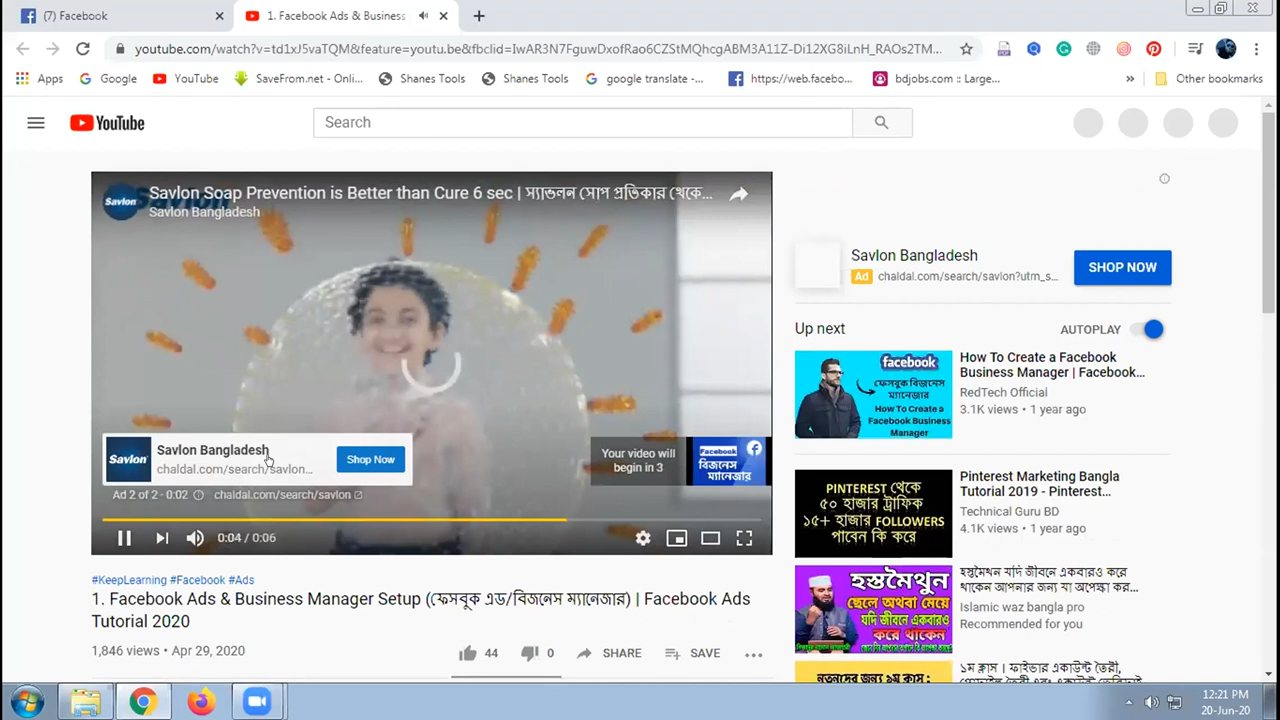 (7) Facebook
1. Facebook Ads & Business
youtube.com/watch?v=td1xJ5vaTQM&feature=youtu.be&fbclid=IwAR3N7FguwDxofRao6CZStMQhcgABM3A11Z-Di12XG8iLnH_RAOs2TM...
Apps
Google
YouTube
SaveFrom.net - Onli...
Shanes Tools
Shanes Tools
google translate -...
https://web.facebo...
bdjobs.com :: Large...
»
Other bookmarks
YouTube
Search
Savlon
Savlon Soap Prevention is Better than Cure 6 sec | স্যাভলন সোপ প্রতিকার থেকে...
Savlon Bangladesh
Savlon
Savlon Bangladesh
chaldal.com/search/savlon...
Shop Now
Your video will
begin in 3
Facebook
বিজনেস
ম্যানেজার
Ad 2 of 2 · 0:02
chaldal.com/search/savlon
0:04 / 0:06
#KeepLearning #Facebook #Ads
1. Facebook Ads & Business Manager Setup (ফেসবুক এড/বিজনেস ম্যানেজার) | Facebook Ads
Tutorial 2020
1,846 views • Apr 29, 2020
44
0
SHARE
SAVE
Savlon Bangladesh
Ad chaldal.com/search/savlon?utm_s...
SHOP NOW
Up next
AUTOPLAY
facebook
ফেসবুক বিজনেস
ম্যানেজার
How To Create a
Facebook Business
Manager
How To Create a Facebook
Business Manager | Facebook...
RedTech Official
3.1K views • 1 year ago
PINTEREST থেকে
৫০ হাজার ট্রাফিক
১৫+ হাজার FOLLOWERS
পাবেন কি করে
Pinterest Marketing Bangla
Tutorial 2019 - Pinterest...
Technical Guru BD
4.1K views • 1 year ago
হস্তমৈথুন
ছেলে অথবা মেয়ে
যদি জীবনে একবারও
করে থাকেন
হস্তমৈথুন যদি জীবনে একবারও করে
থাকেন আপনার জন্য বা অপেক্ষা কর...
Islamic waz bangla pro
Recommended for you
নতুনদের জন্য ১ম ক্লাস :
১ম ক্লাস । ফাইভার একাউন্ট তৈরী,
12:21 PM
20-Jun-20